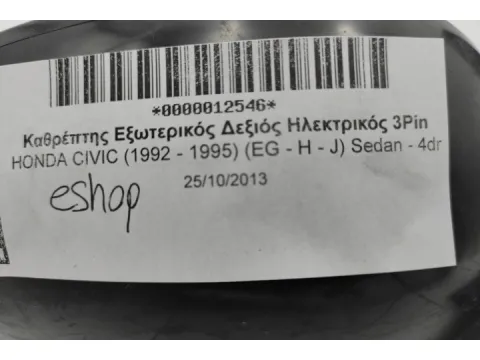 *0000012546*
Καθρέπτης Εξωτερικός Δεξιός Ηλεκτρικός 3Pin
HONDA CIVIC (1992 - 1995) (EG - H - J) Sedan - 4dr
25/10/2013
eshop